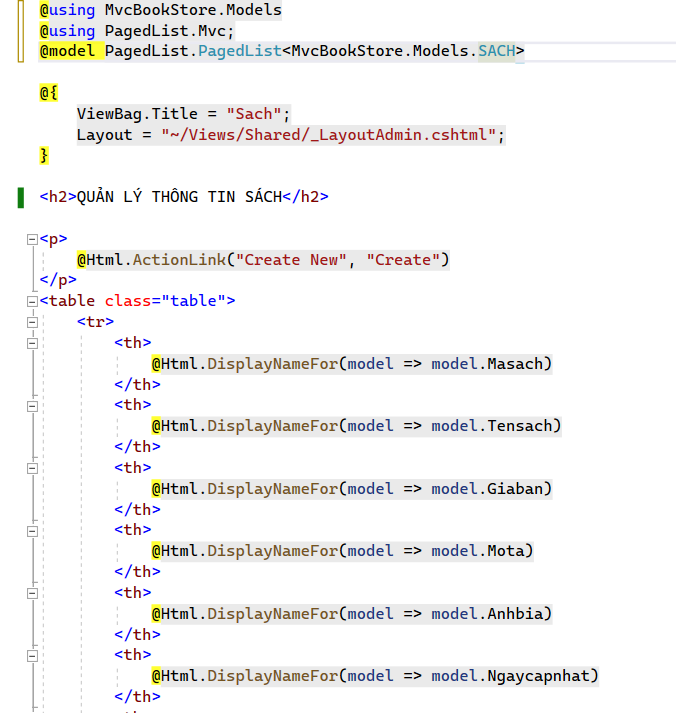 @using MvcBookStore.Models
@using PagedList.Mvc;
@model PagedList.PagedList<MvcBookStore.Models.SACH>
@{
ViewBag.Title = "Sach";
Layout = "~/Views/Shared/_LayoutAdmin.cshtml";
}
<h2>QUẢN LÝ THÔNG TIN SÁCH</h2>
<p>
@Html.ActionLink("Create New", "Create")
</p>
<table class="table">
<tr>
<th>
@Html.DisplayNameFor(model => model.Masach)
</th>
<th>
@Html.DisplayNameFor(model => model.Tensach)
</th>
<th>
@Html.DisplayNameFor(model => model.Giaban)
</th>
<th>
@Html.DisplayNameFor(model => model.Mota)
</th>
<th>
@Html.DisplayNameFor(model => model.Anhbia)
</th>
<th>
@Html.DisplayNameFor(model => model.Ngaycapnhat)
</th>